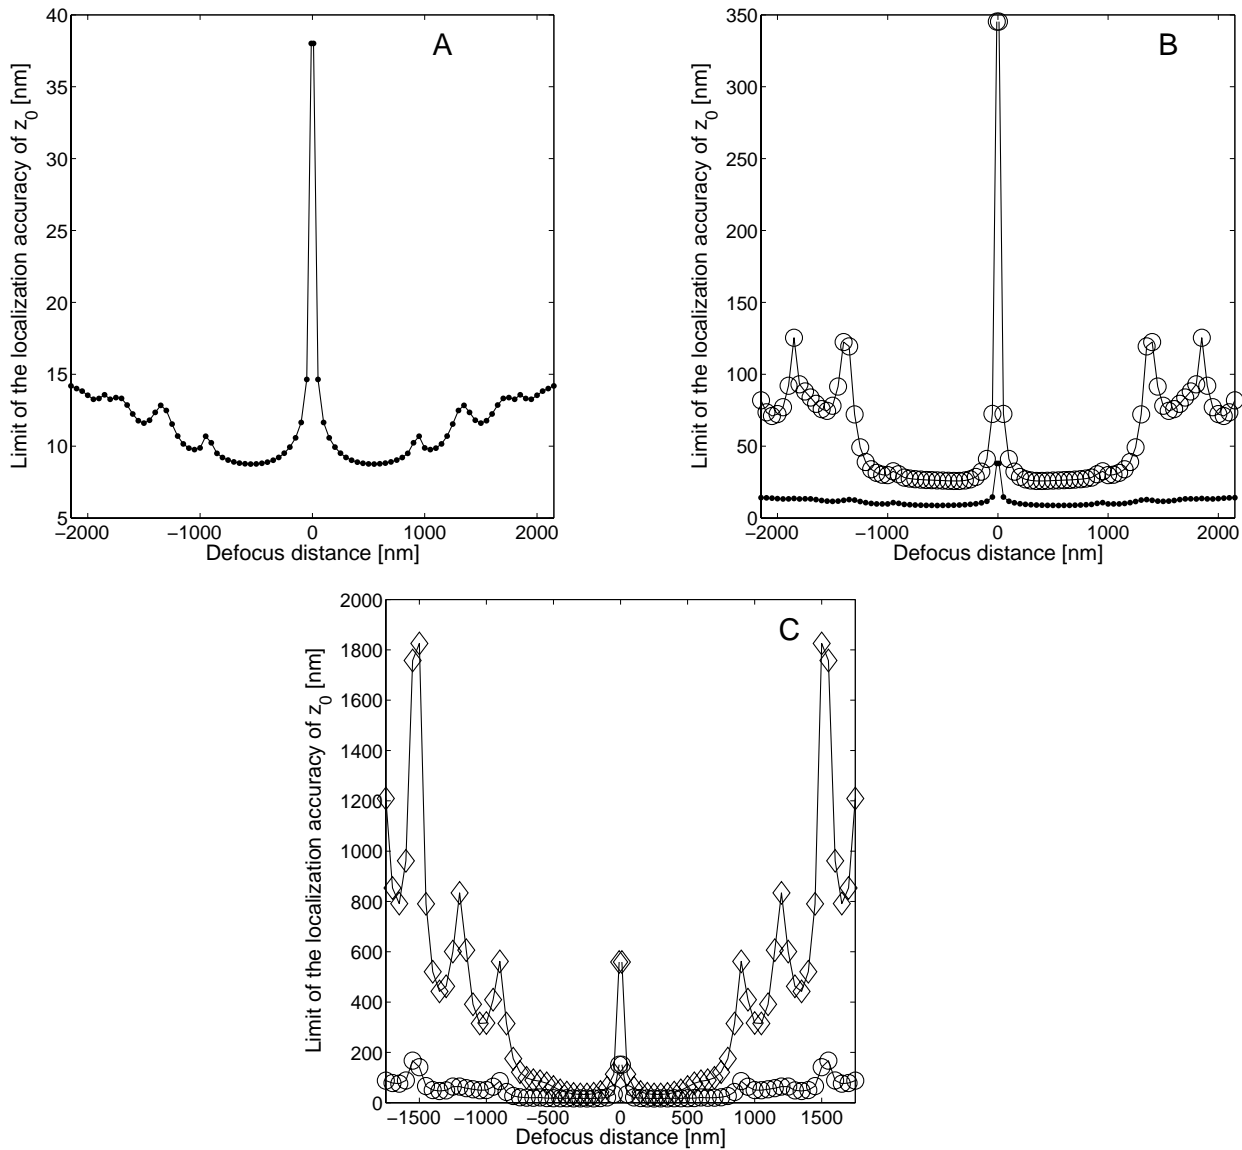 A
Limit of the localization accuracy of z0 [nm]
40
35
30
25
20
15
10
5
−2000 −1000 0 1000 2000
Defocus distance [nm]
B
Limit of the localization accuracy of z0 [nm]
350
300
250
200
150
100
50
0
−2000 −1000 0 1000 2000
Defocus distance [nm]
C
Limit of the localization accuracy of z0 [nm]
2000
1800
1600
1400
1200
1000
800
600
400
200
0
−1500 −1000 −500 0 500 1000 1500
Defocus distance [nm]